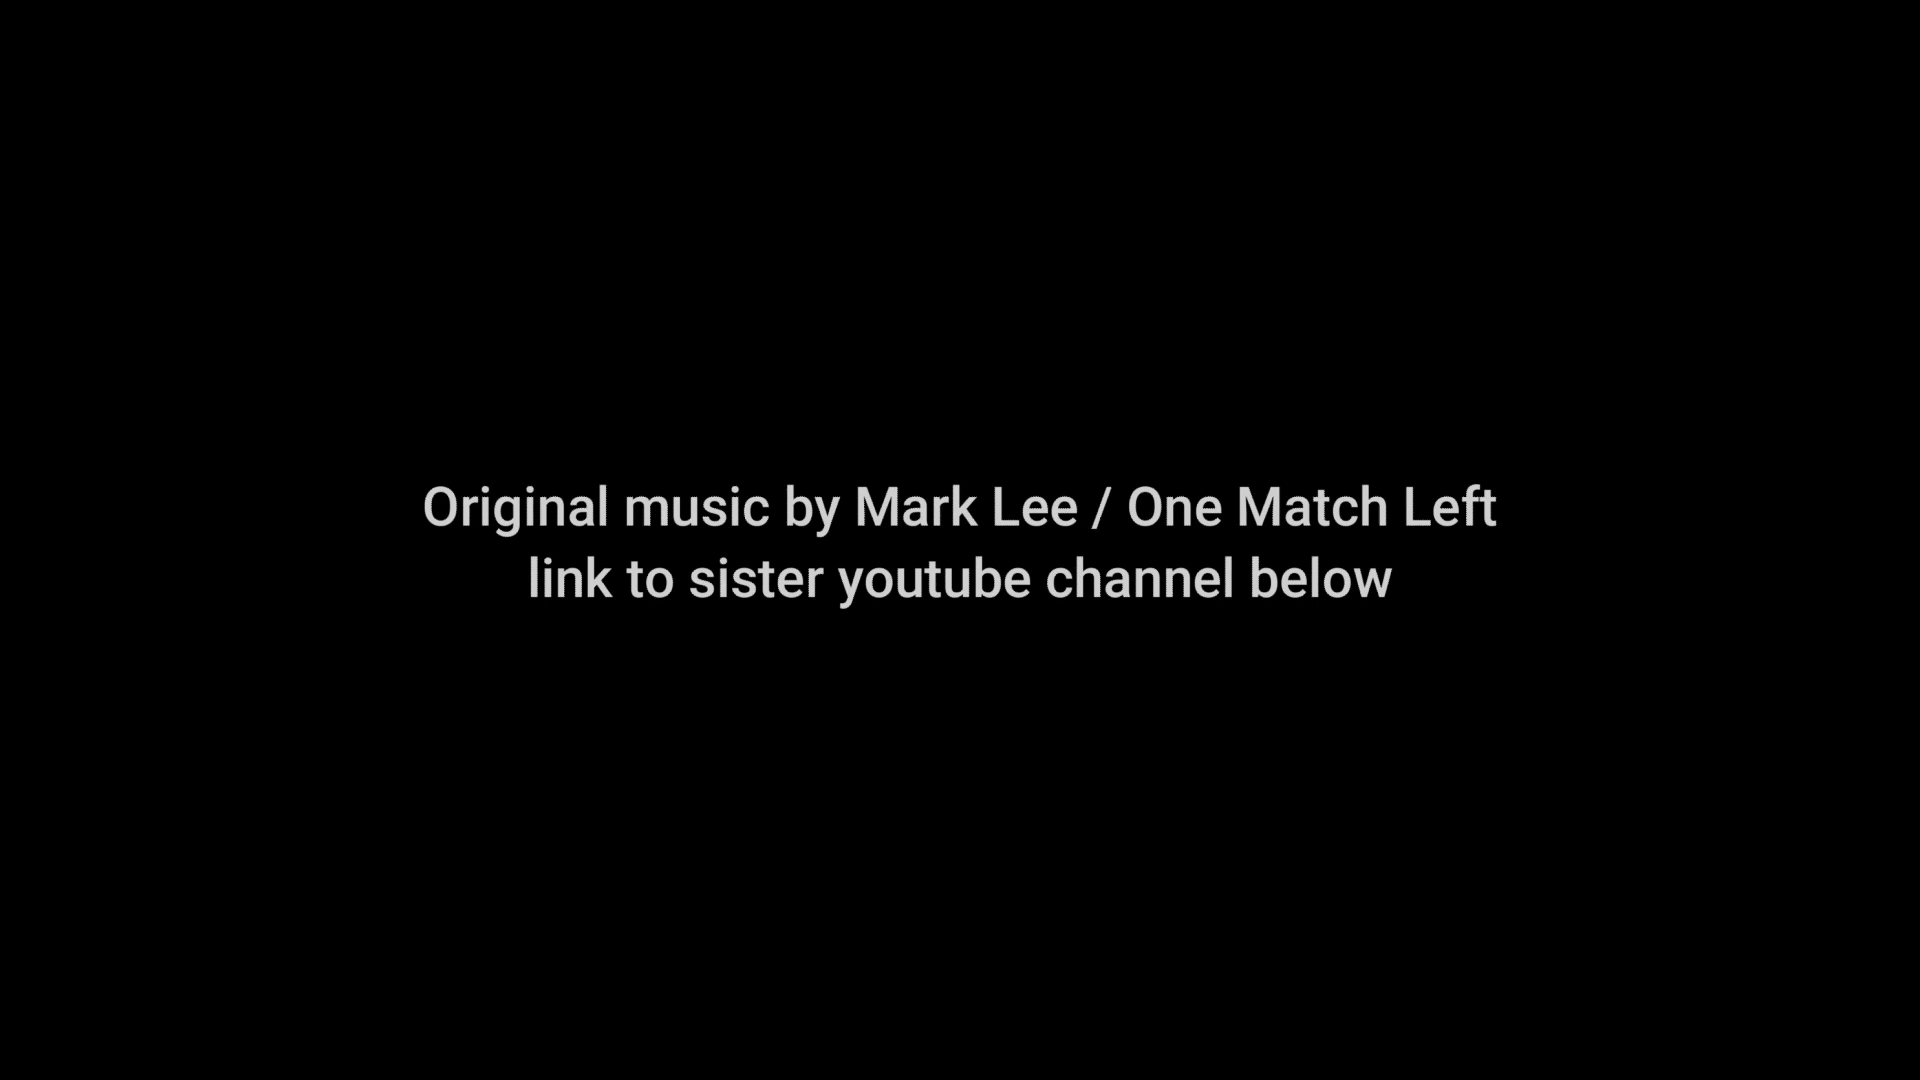 Original music by Mark Lee / One Match Left
link to sister youtube channel below